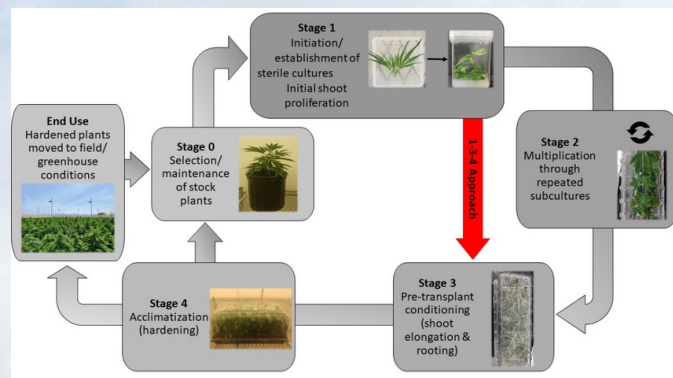 Stage 1
Initiation/
establishment of
sterile cultures
Initial shoot
proliferation
End Use
Hardened plants
moved to field/
greenhouse
conditions
Stage 0
Selection/
maintenance
of stock
plants
1-3-4 Approach
Stage 2
Multiplication
through
repeated
subcultures
Stage 4
Acclimatization
(hardening)
Stage 3
Pre-transplant
conditioning
(shoot
elongation &
rooting)